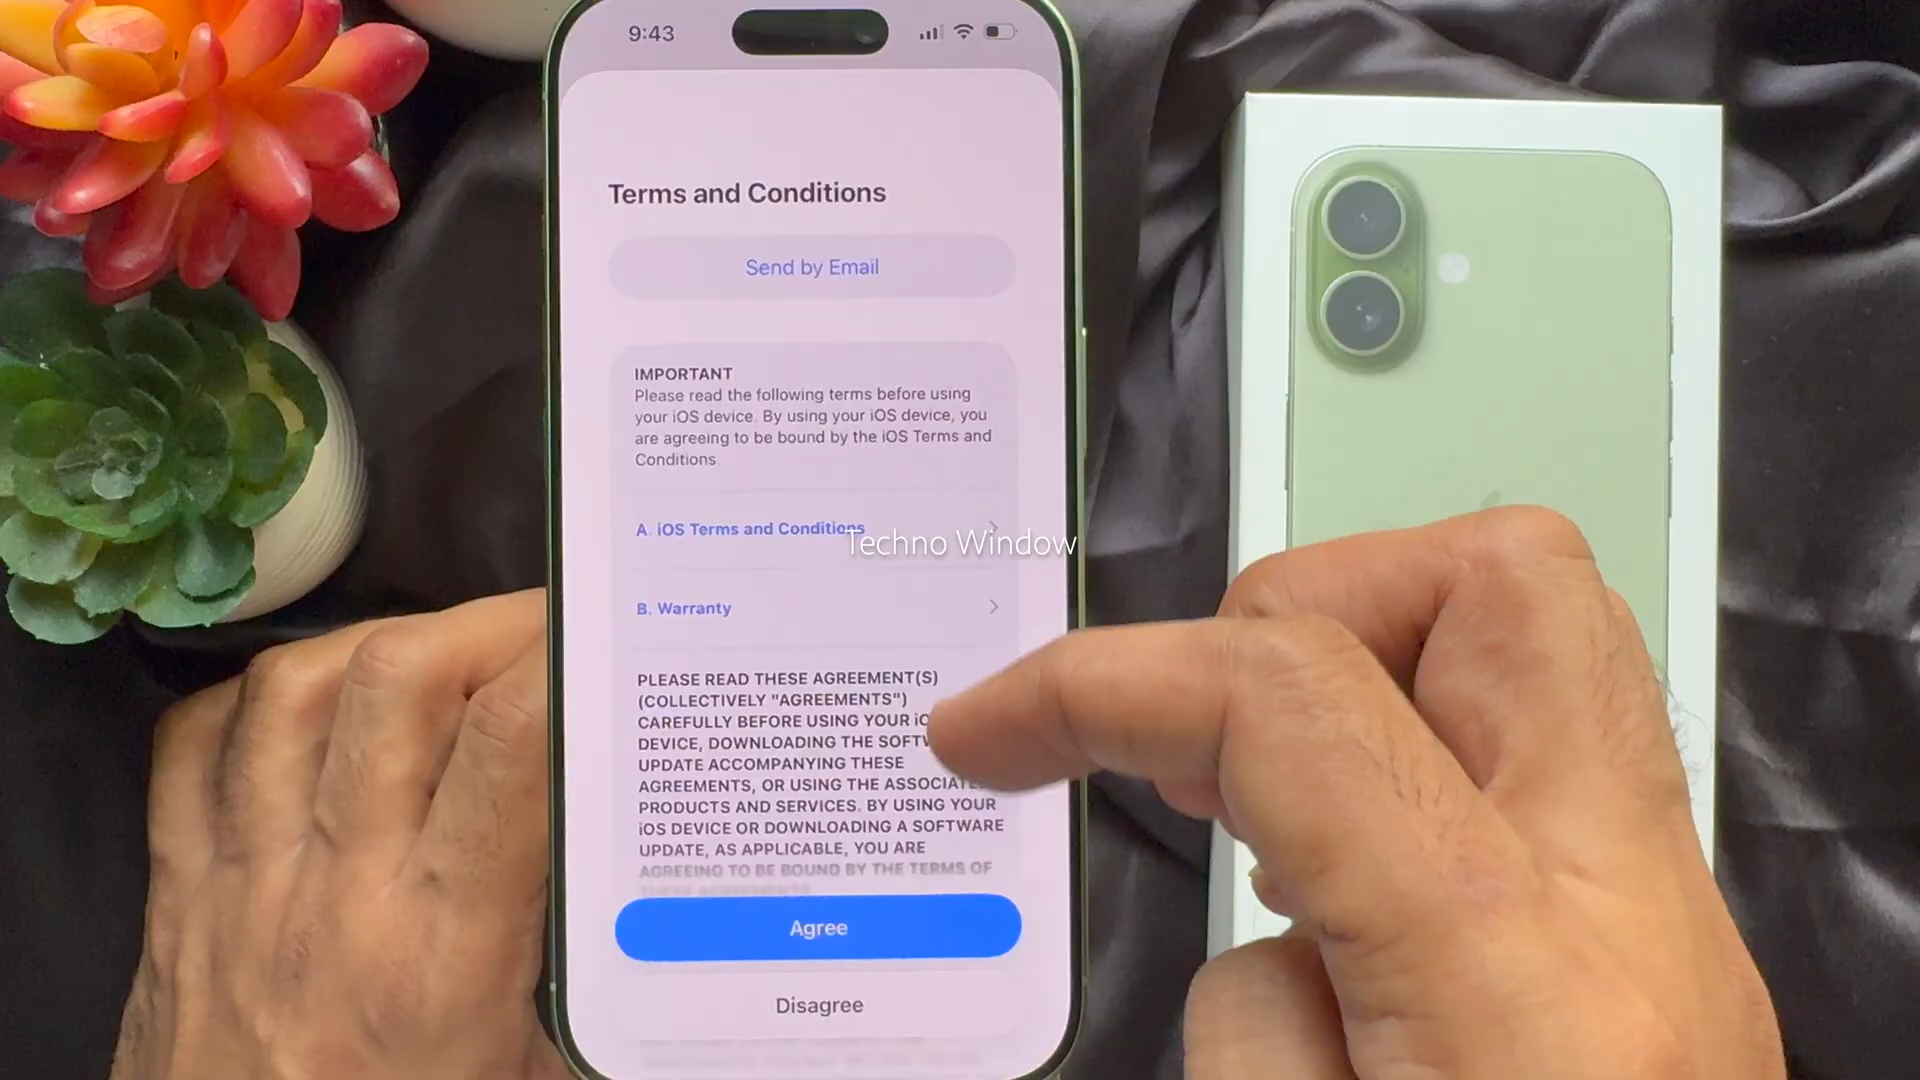 9:43
Terms and Conditions
Send by Email
IMPORTANT
Please read the following terms before using
your iOS device. By using your iOS device, you
are agreeing to be bound by the iOS Terms and
Conditions
A. iOS Terms and Conditions
Techno Window
B. Warranty
PLEASE READ THESE AGREEMENT(S)
(COLLECTIVELY "AGREEMENTS")
CAREFULLY BEFORE USING YOUR
DEVICE, DOWNLOADING THE
UPDATE ACCOMPANYING THESE
AGREEMENTS, OR USING THE
PRODUCTS AND SERVICES. BY USING YOUR
iOS DEVICE OR DOWNLOADING A SOFTWARE
UPDATE, AS APPLICABLE, YOU ARE
AGREEING TO BE BOUND BY THE TERMS OF
THESE AGREEMENTS.
Agree
Disagree